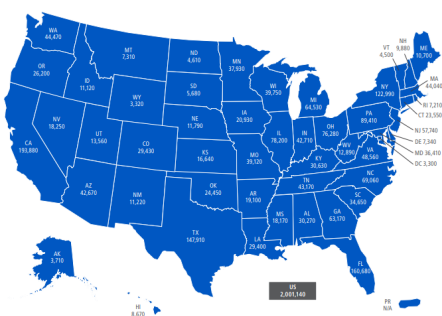 WA
44,470
OR
26,200
CA
193,880
NV
18,250
ID
11,120
MT
7,310
WY
3,320
UT
13,560
AZ
42,670
CO
29,430
NM
11,220
ND
4,610
SD
5,680
NE
11,790
KS
16,640
OK
24,450
TX
147,910
MN
37,930
IA
20,930
MO
39,120
AR
19,100
LA
29,400
WI
39,750
IL
78,200
MI
64,530
IN
42,710
OH
76,280
KY
30,630
TN
43,170
MS
18,170
AL
30,270
GA
63,170
FL
160,680
SC
34,650
NC
69,060
VA
48,560
WV
12,890
PA
89,410
NY
122,990
VT
4,500
NH
9,880
ME
10,700
MA
44,040
RI 7,210
CT 23,550
NJ 57,740
DE 7,340
MD 36,410
DC 3,300
AK
3,710
HI
8,670
US
2,001,140
PR
N/A